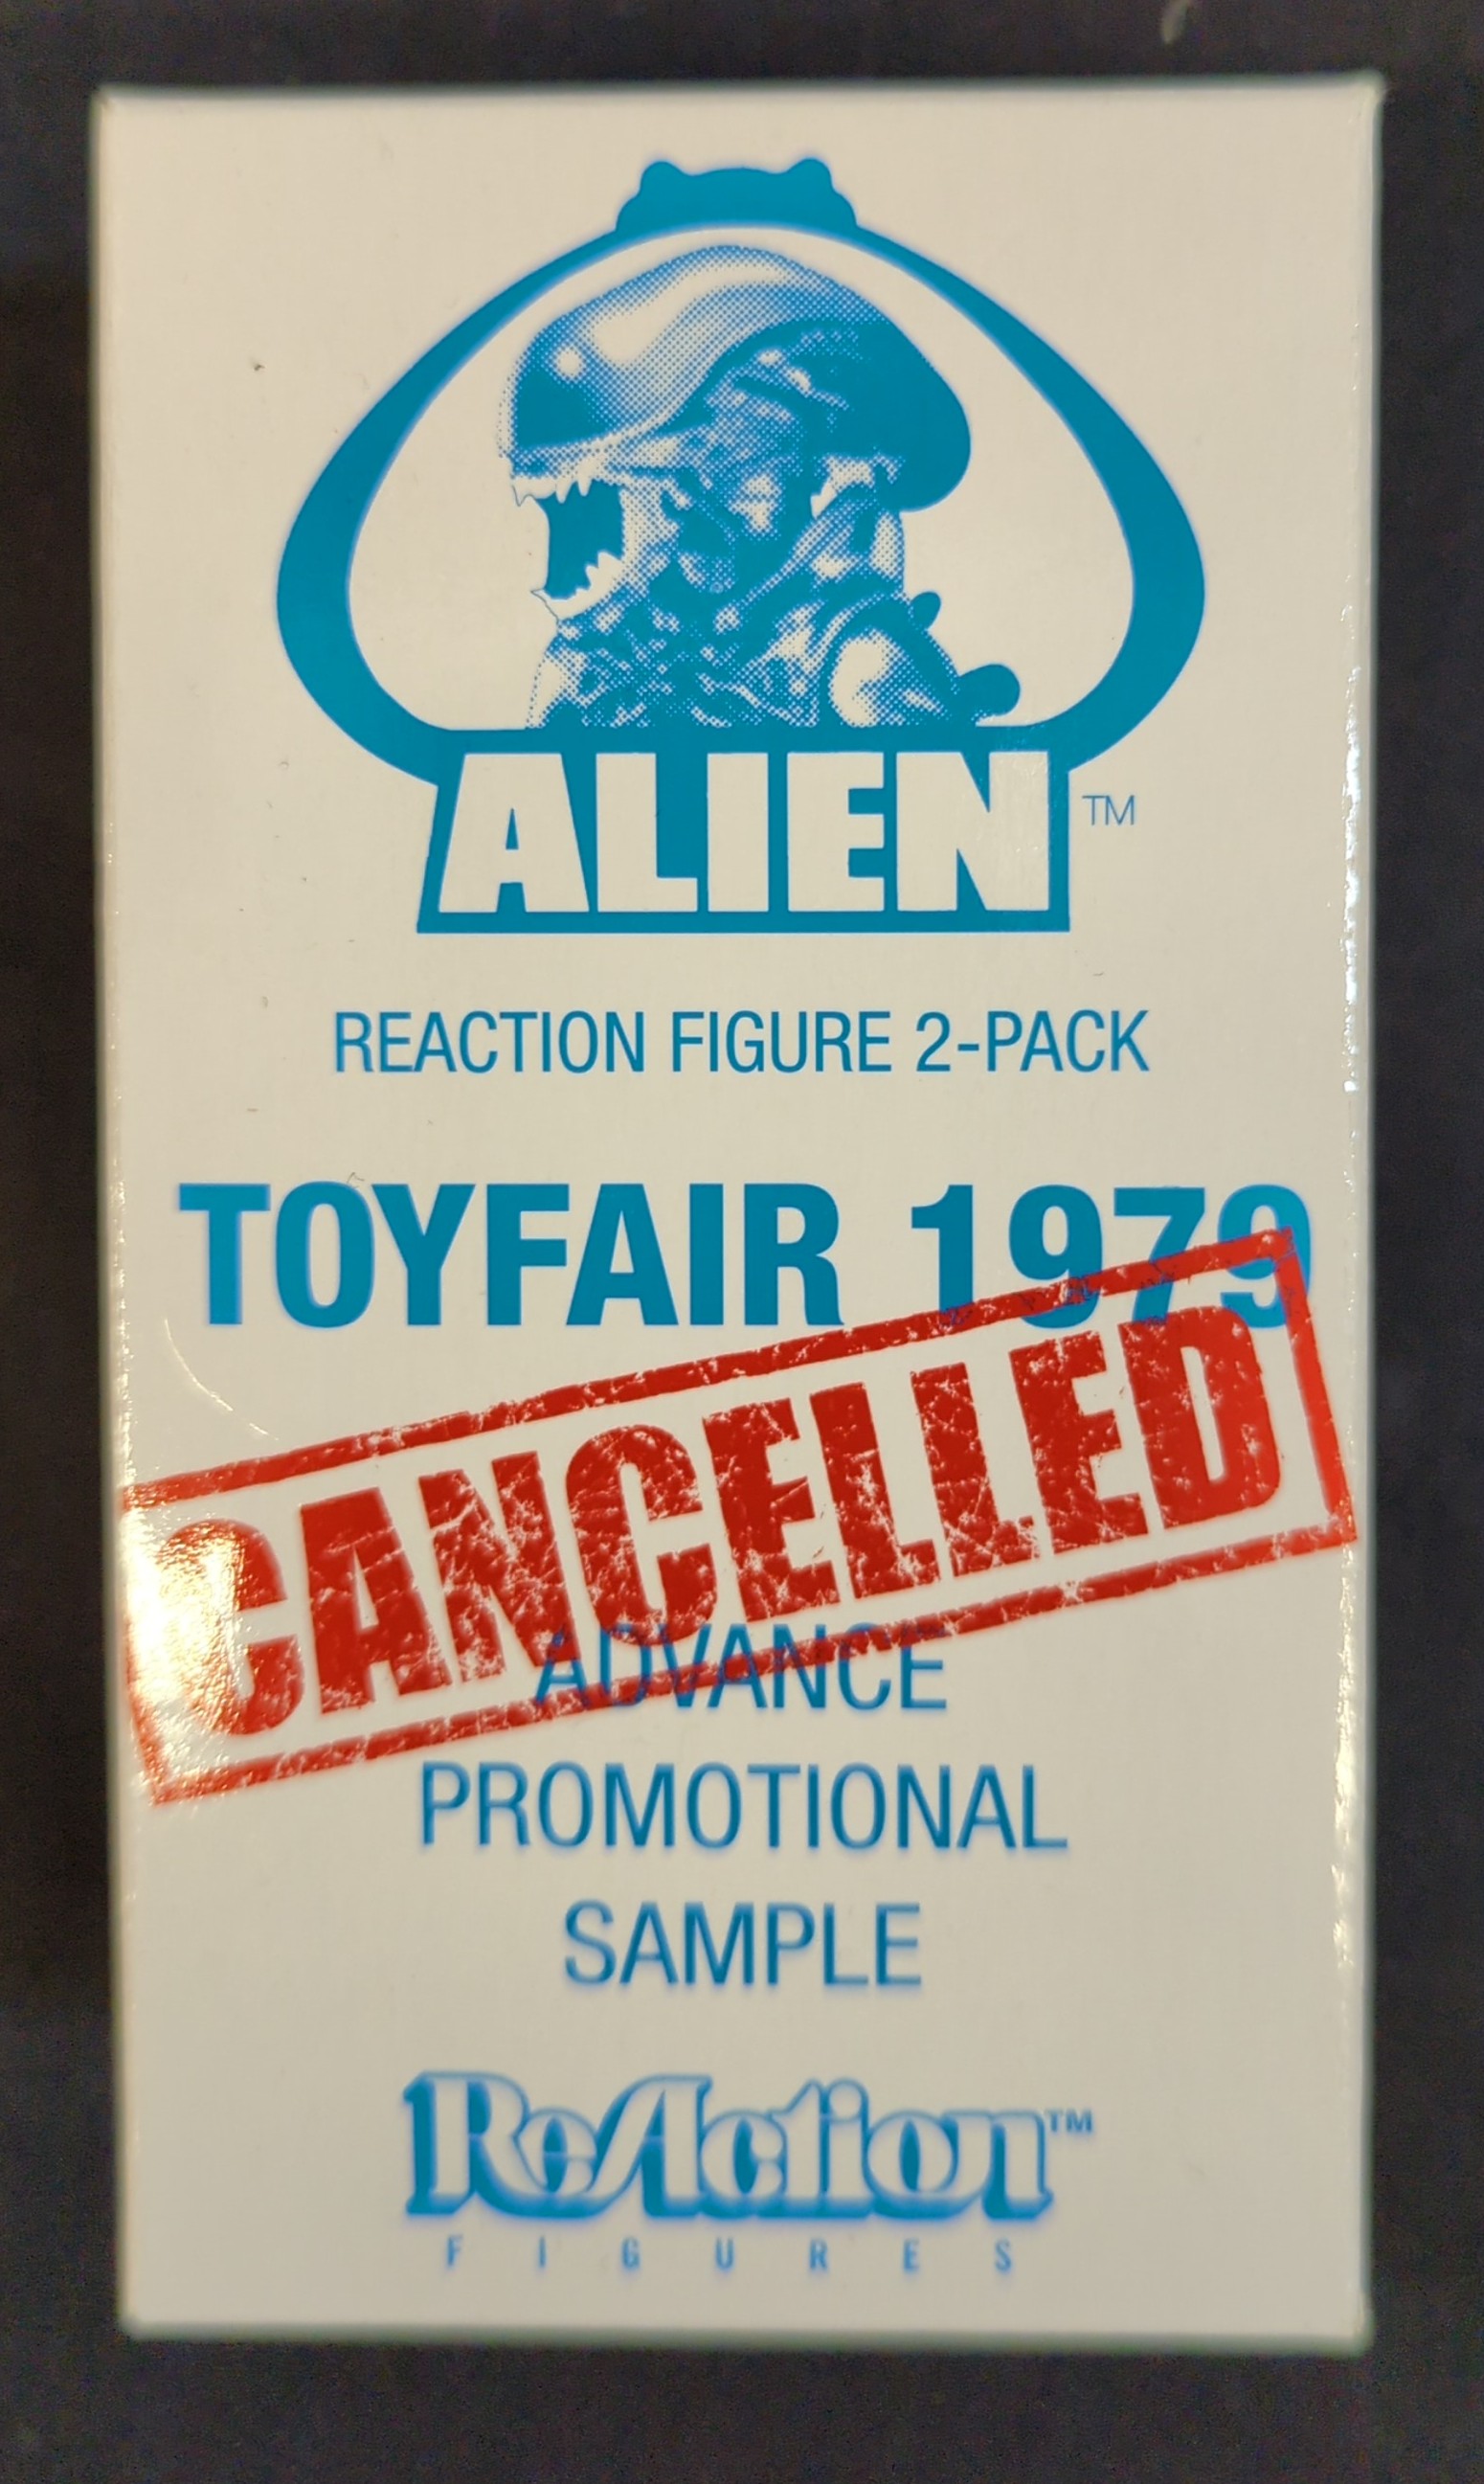 ALIEN™
REACTION FIGURE 2-PACK
TOYFAIR 1979
CANCELLED
ADVANCE
PROMOTIONAL
SAMPLE
ReAction™
FIGURES